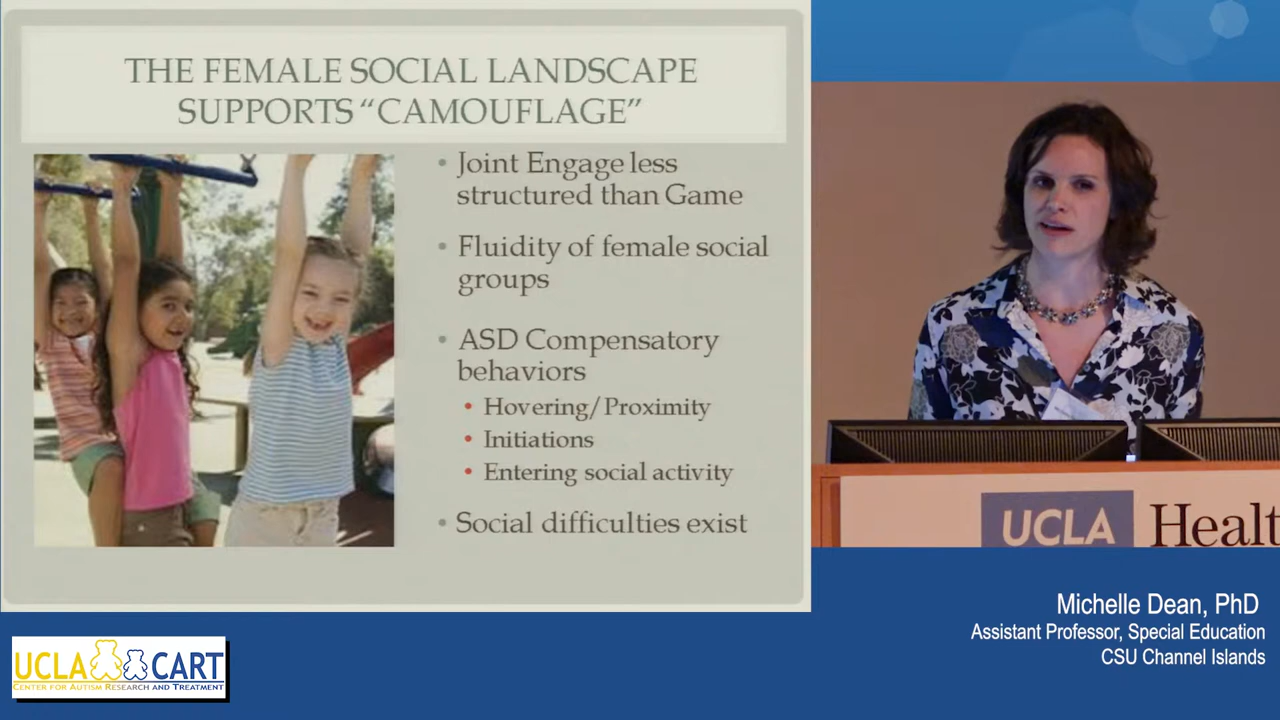 THE FEMALE SOCIAL LANDSCAPE
SUPPORTS “CAMOUFLAGE”
• Joint Engage less
structured than Game
• Fluidity of female social
groups
• ASD Compensatory
behaviors
• Hovering/Proximity
• Initiations
• Entering social activity
• Social difficulties exist
UCLA Healt
Michelle Dean, PhD
Assistant Professor, Special Education
CSU Channel Islands
UCLA CART
CENTER FOR AUTISM RESEARCH AND TREATMENT